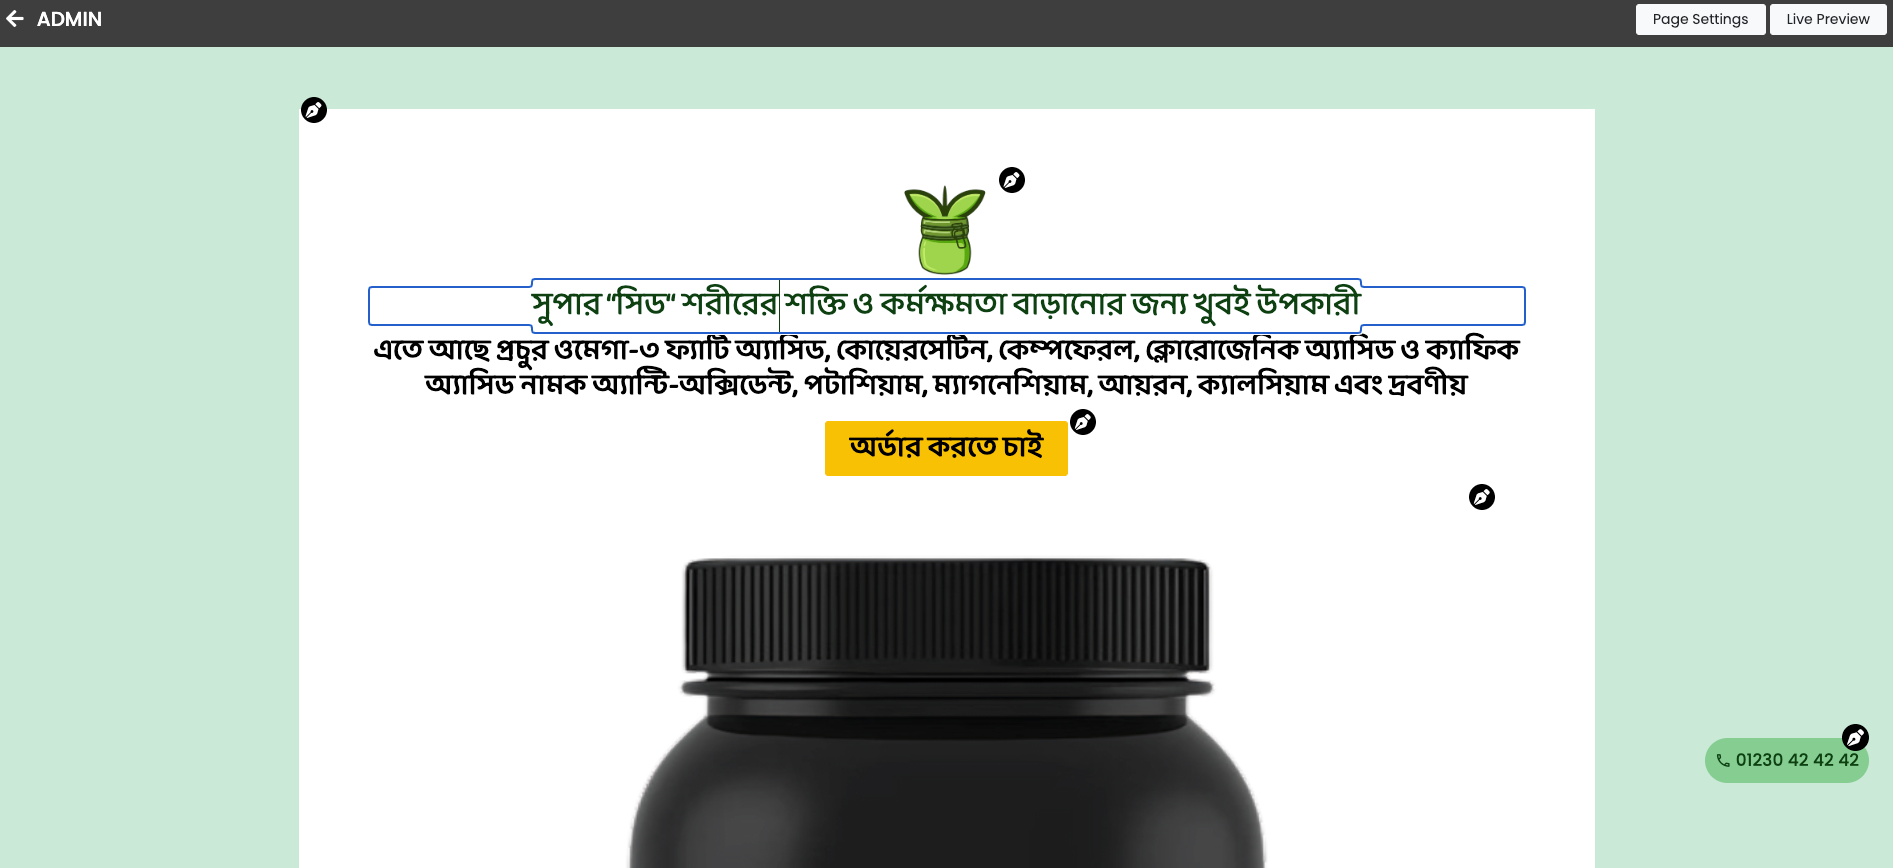 ADMIN
Page Settings
Live Preview
সুপার “সিড“ শরীরের শক্তি ও কর্মক্ষমতা বাড়ানোর জন্য খুবই উপকারী
এতে আছে প্রচুর ওমেগা-৩ ফ্যাটি অ্যাসিড, কোয়েরসেটিন, কেম্পফেরল, ক্লোরোজেনিক অ্যাসিড ও ক্যাফিক
অ্যাসিড নামক অ্যান্টি-অক্সিডেন্ট, পটাশিয়াম, ম্যাগনেশিয়াম, আয়রন, ক্যালসিয়াম এবং দ্রবণীয়
অর্ডার করতে চাই
01230 42 42 42